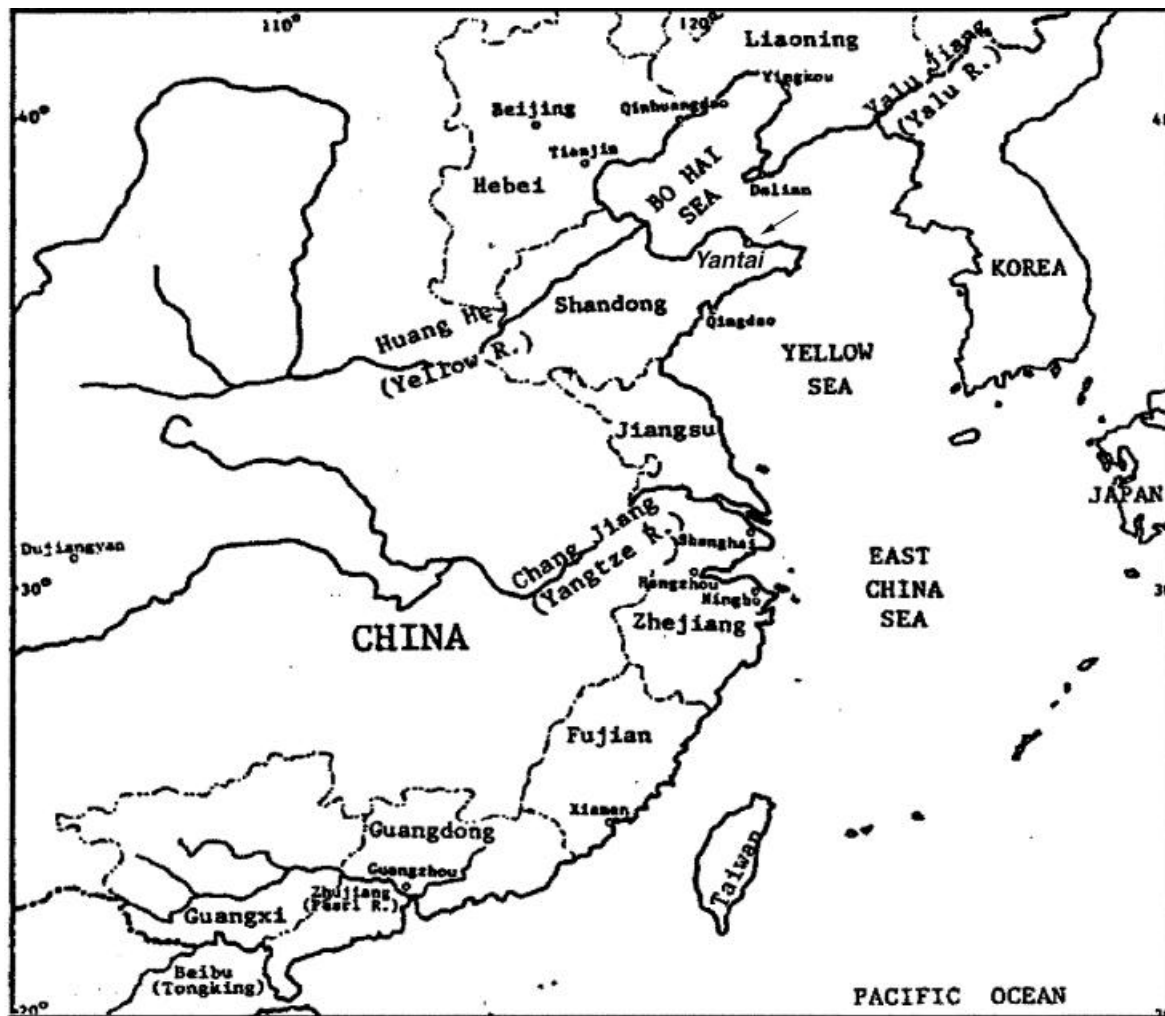 110°
120°
Liaoning
Yingkou
Yalu Jiang
(Yalu R.)
40°
Beijing
Qinhuangdao
Tianjin
Hebei
BO HAI
SEA
Dalian
Yantai
KOREA
Shandong
Huang He
(Yellow R.)
Qingdao
YELLOW
SEA
Jiangsu
JAPAN
Chang Jiang
(Yangtze R.)
Shanghai
Dujiangyan
30°
EAST
CHINA
SEA
Hangzhou
Ningbo
CHINA
Zhejiang
Fujian
Xiamen
Guangdong
Guangzhou
Taiwan
Zhujiang
(Pearl R.)
Guangxi
Beibu
(Tongking)
PACIFIC OCEAN
20°